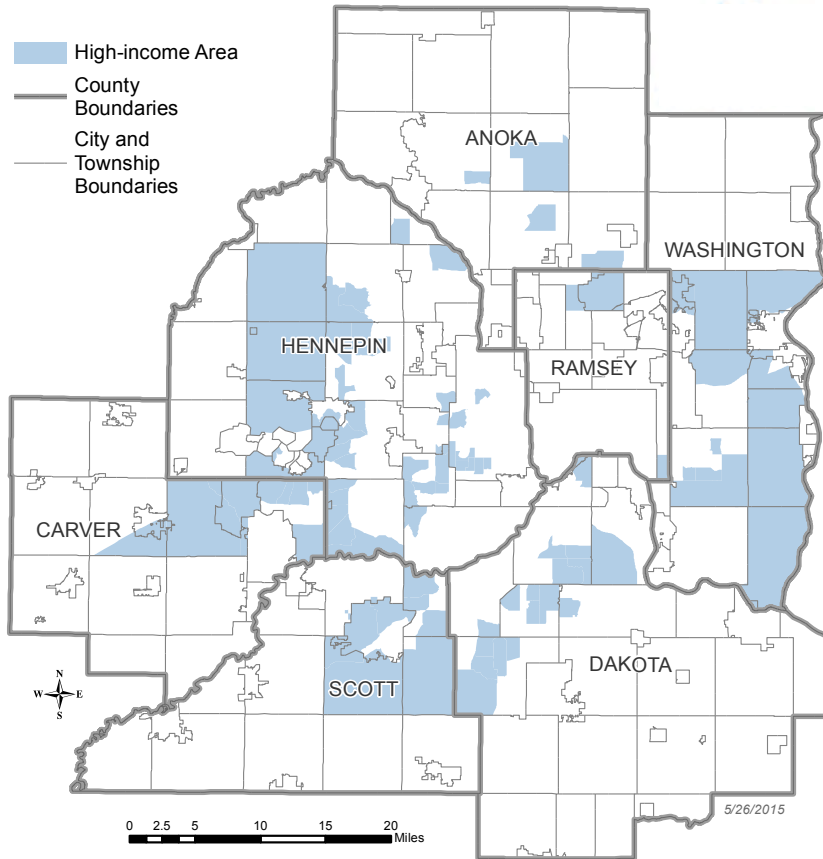 High-income Area
County
Boundaries
City and
Township
Boundaries
ANOKA
WASHINGTON
HENNEPIN
RAMSEY
CARVER
DAKOTA
SCOTT
N
W E
S
5/26/2015
0 2.5 5 10 15 20
Miles